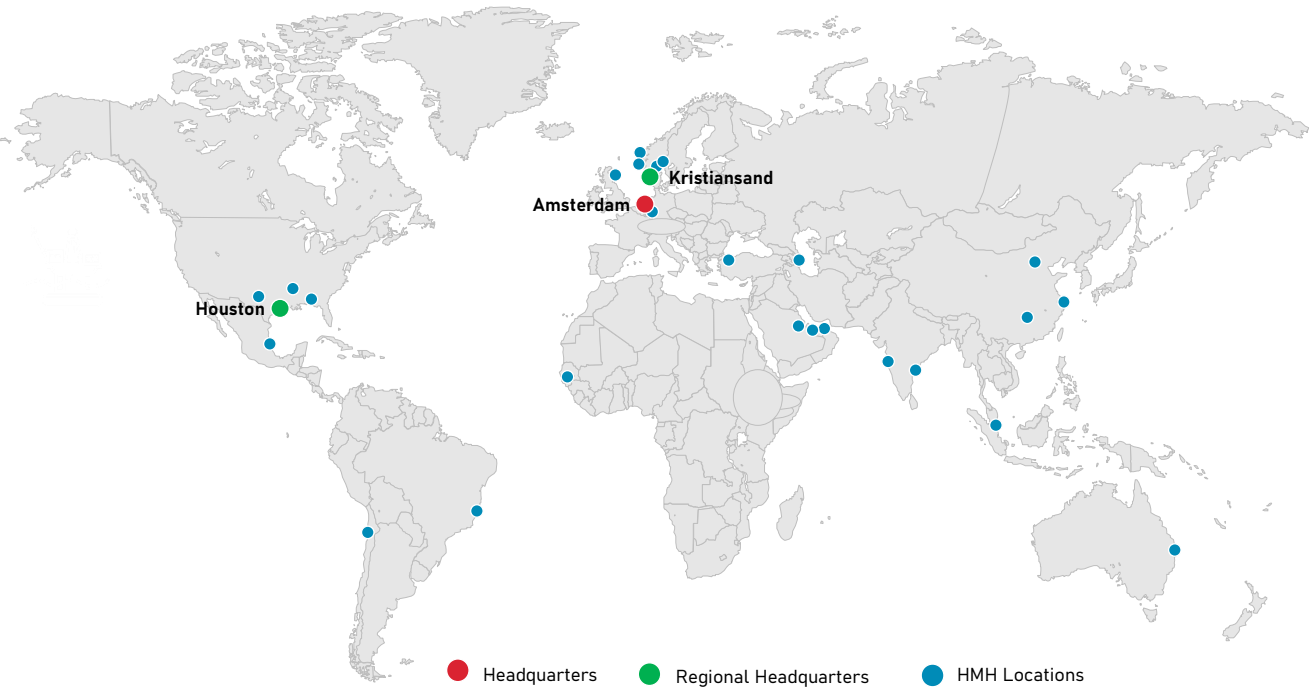 Kristiansand
Amsterdam
Houston
Headquarters
Regional Headquarters
HMH Locations